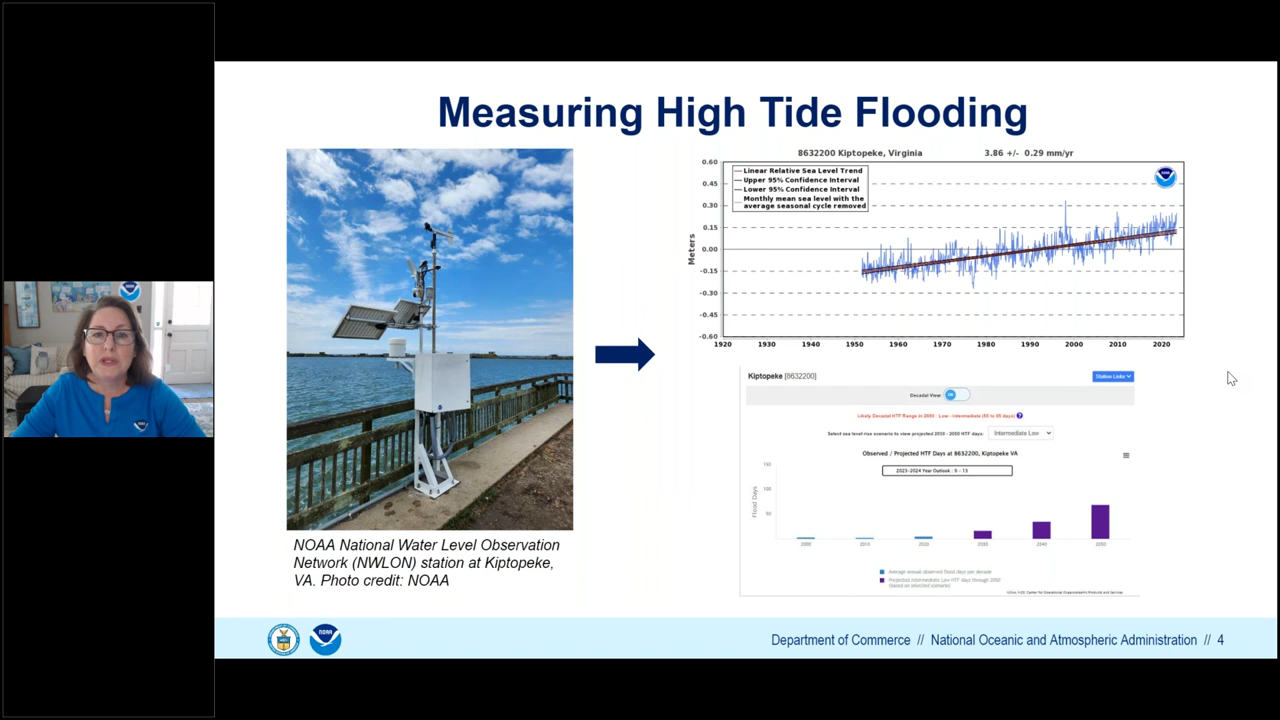 Measuring High Tide Flooding
NOAA National Water Level Observation
Network (NWLON) station at Kiptopeke,
VA. Photo credit: NOAA
8632200 Kiptopeke, Virginia 3.86 +/- 0.29 mm/yr
Linear Relative Sea Level Trend
Upper 95% Confidence Interval
Lower 95% Confidence Interval
Monthly mean sea level with the
average seasonal cycle removed
NOAA
Meters
0.60
0.45
0.30
0.15
0.00
-0.15
-0.30
-0.45
-0.60
1920 1930 1940 1950 1960 1970 1980 1990 2000 2010 2020
Kiptopeke [8632200]
Station Links
Decadal View:
Likely Decadal HTF Range in 2050 : Low - Intermediate (55 to 85 days)
Select sea level rise scenario to view projected 2030 - 2050 HTF days: Intermediate Low
Observed / Projected HTF Days at 8632200, Kiptopeke VA
2023-2024 Year Outlook : 9 - 15
Flood Days
150
100
50
2000 2010 2020 2030 2040 2050
Average annual observed flood days per decade
Projected Intermediate Low HTF days through 2050
(based on selected scenario)
NOAA
Department of Commerce // National Oceanic and Atmospheric Administration // 4